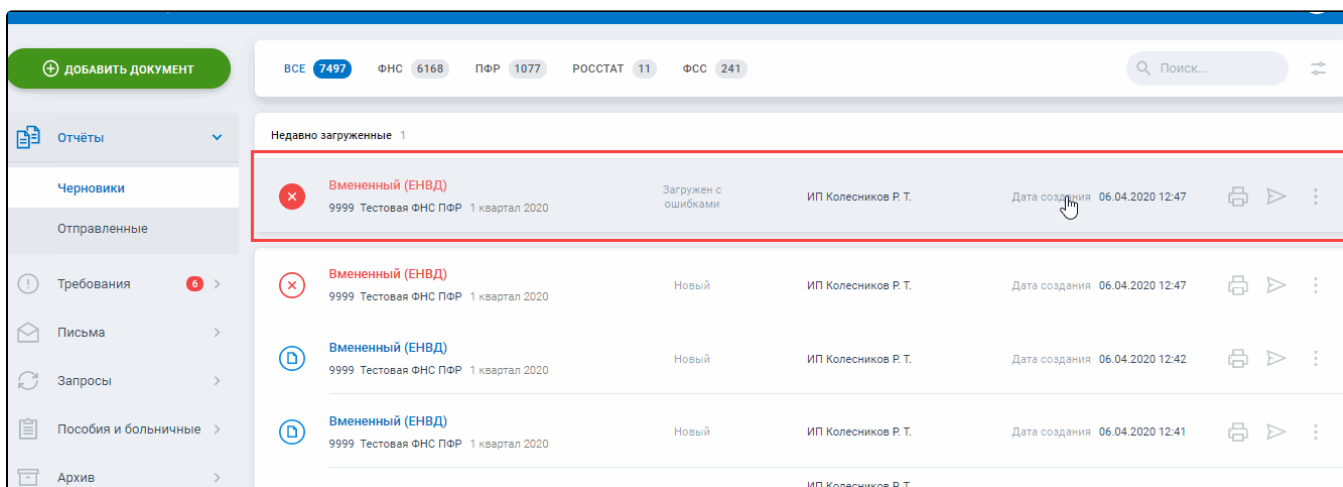 ДОБАВИТЬ ДОКУМЕНТ
ВСЕ 7497 ФНС 6168 ПФР 1077 РОССТАТ 11 ФСС 241
Поиск...
Отчёты
Черновики
Отправленные
Требования 6
Письма
Запросы
Пособия и больничные
Архив
Недавно загруженные 1
Вмененный (ЕНВД)
9999 Тестовая ФНС ПФР 1 квартал 2020
Загружен с
ошибками
ИП Колесников Р. Т.
Дата создания 06.04.2020 12:47
Вмененный (ЕНВД)
9999 Тестовая ФНС ПФР 1 квартал 2020
Новый
ИП Колесников Р. Т.
Дата создания 06.04.2020 12:47
Вмененный (ЕНВД)
9999 Тестовая ФНС ПФР 1 квартал 2020
Новый
ИП Колесников Р. Т.
Дата создания 06.04.2020 12:42
Вмененный (ЕНВД)
9999 Тестовая ФНС ПФР 1 квартал 2020
Новый
ИП Колесников Р. Т.
Дата создания 06.04.2020 12:41
ИП Колесников Р. Т.